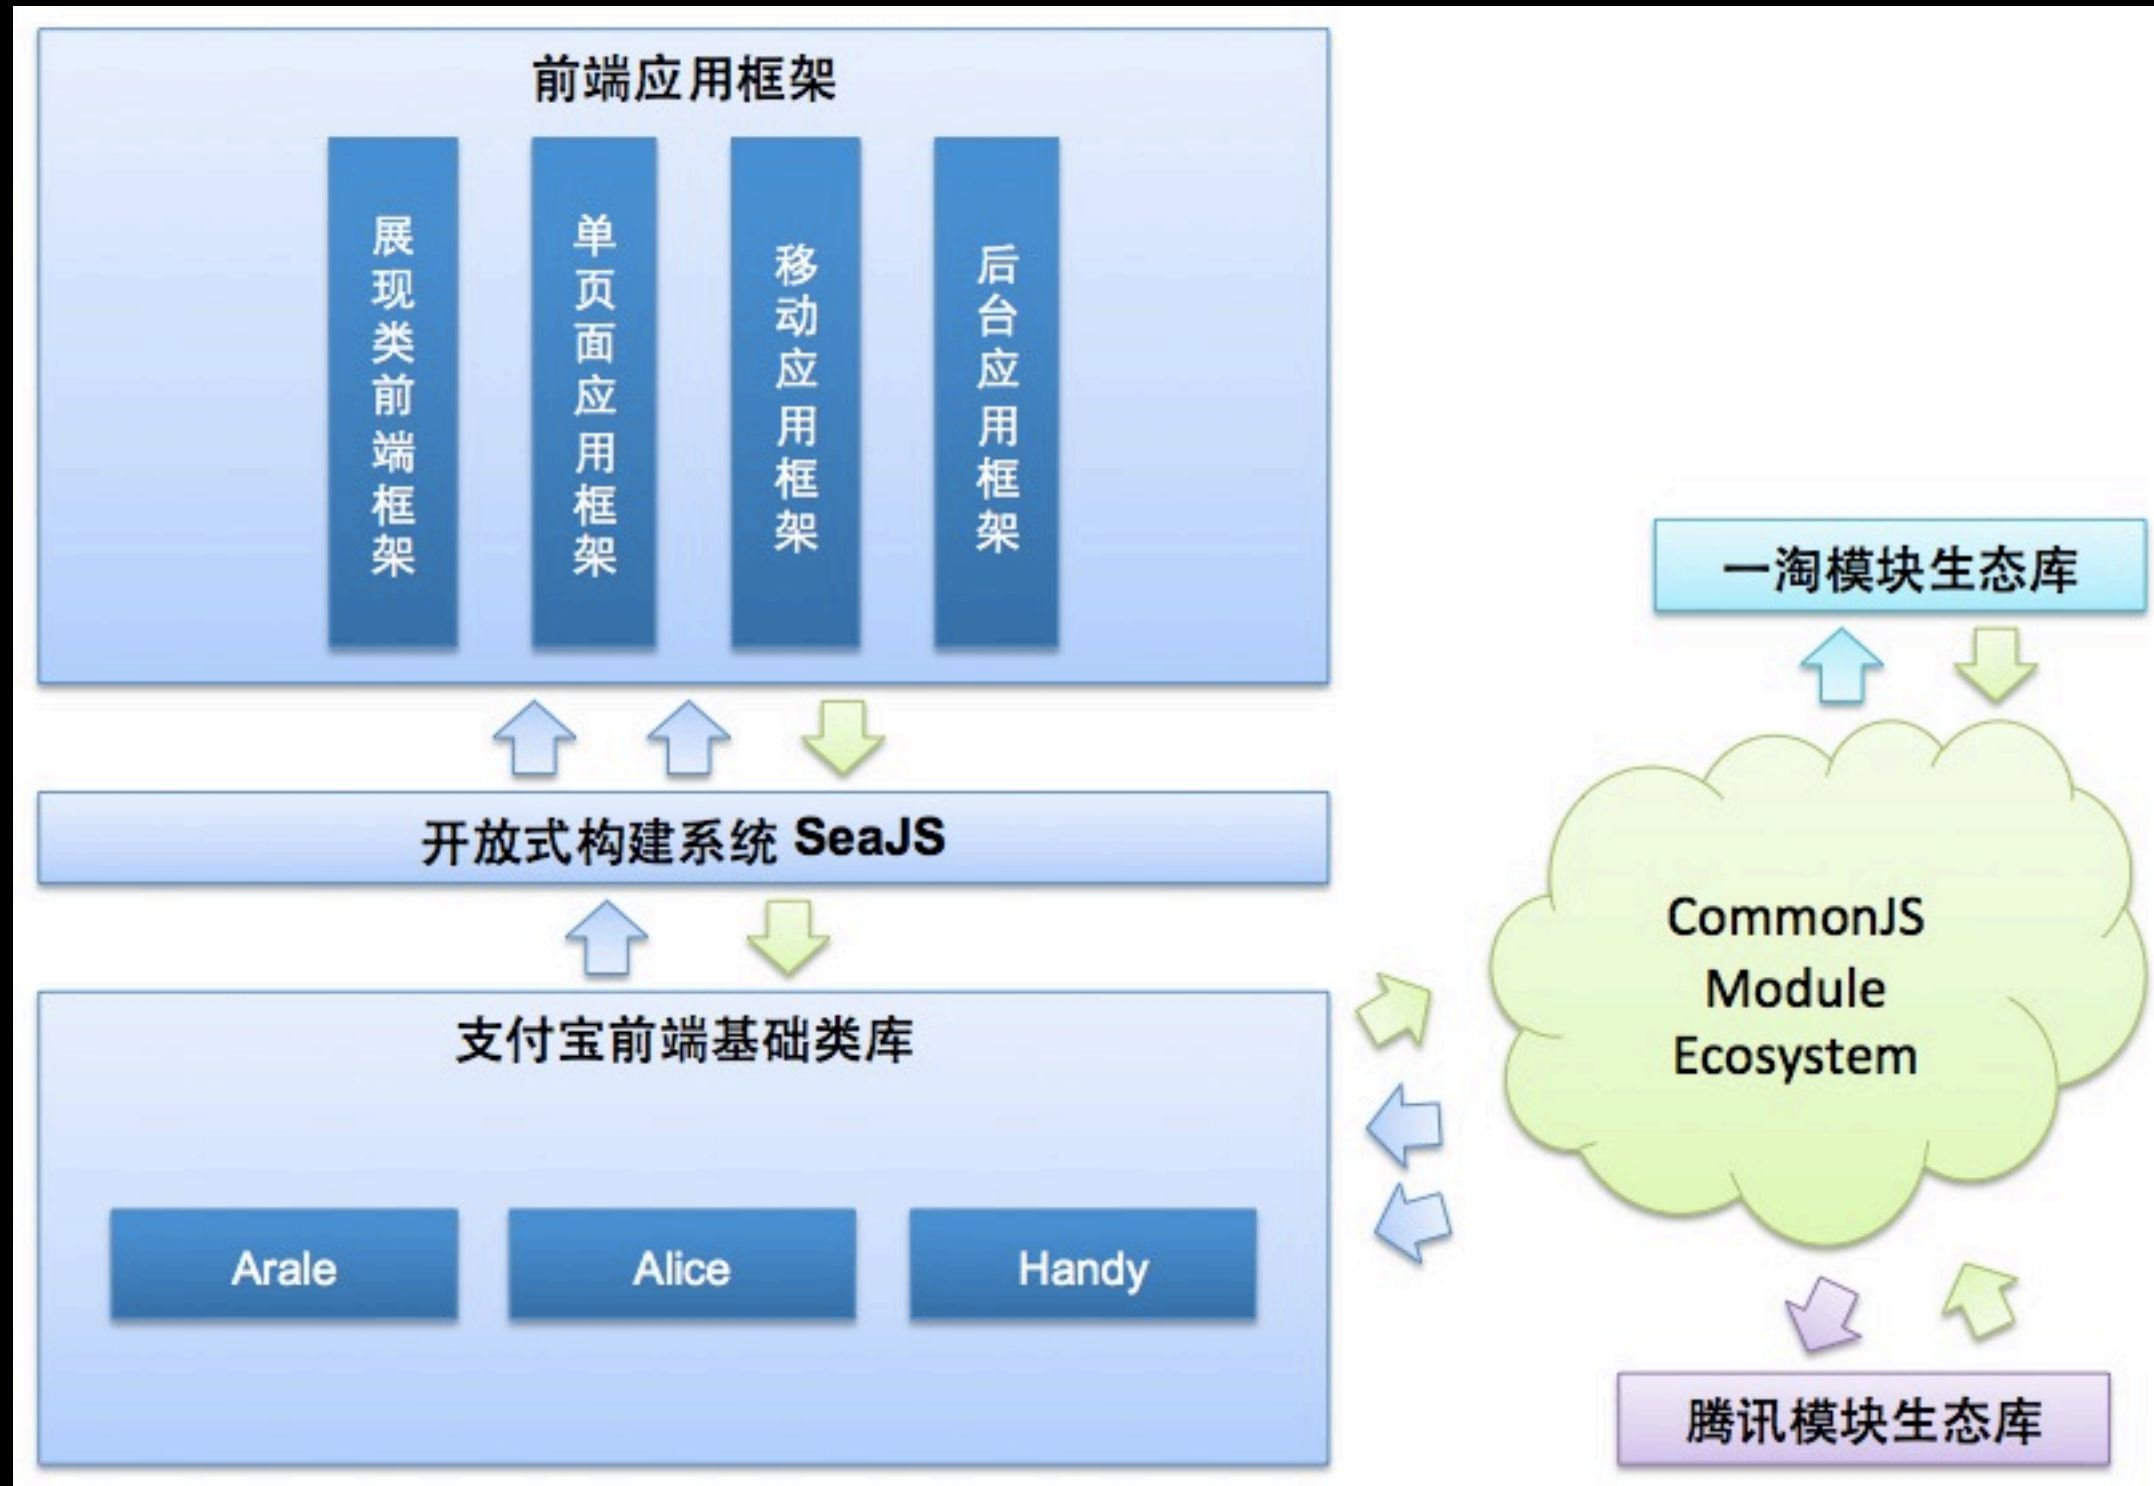 前端应用框架
展现类前端框架
单页面应用框架
移动应用框架
后台应用框架
开放式构建系统 SeaJS
支付宝前端基础类库
Arale
Alice
Handy
一淘模块生态库
CommonJS
Module
Ecosystem
腾讯模块生态库